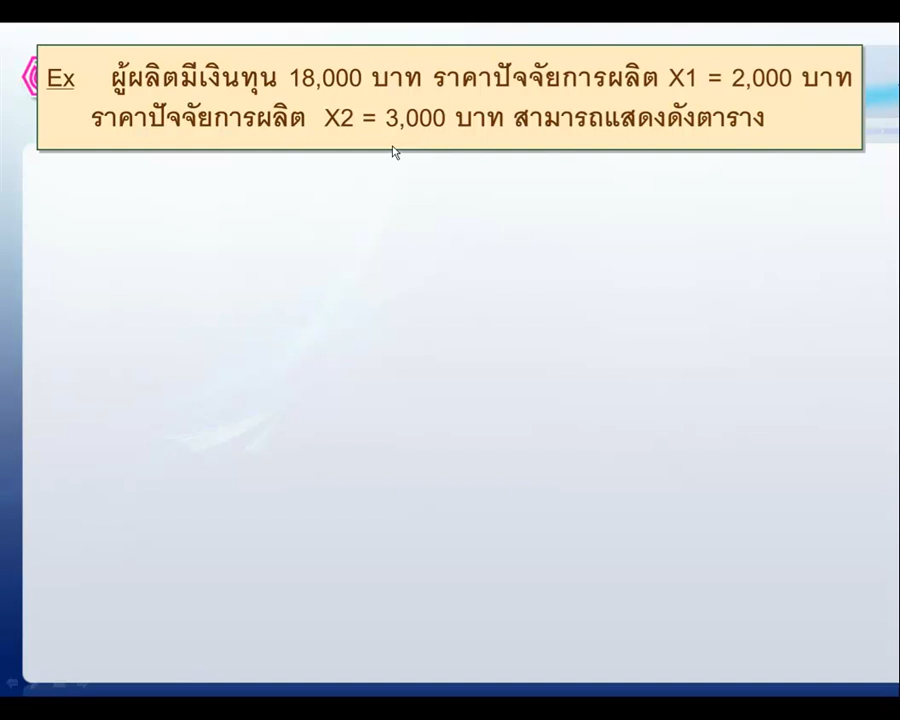 Ex ผู้ผลิตมีเงินทุน 18,000 บาท ราคาปัจจัยการผลิต X1 = 2,000 บาท
ราคาปัจจัยการผลิต X2 = 3,000 บาท สามารถแสดงดังตาราง